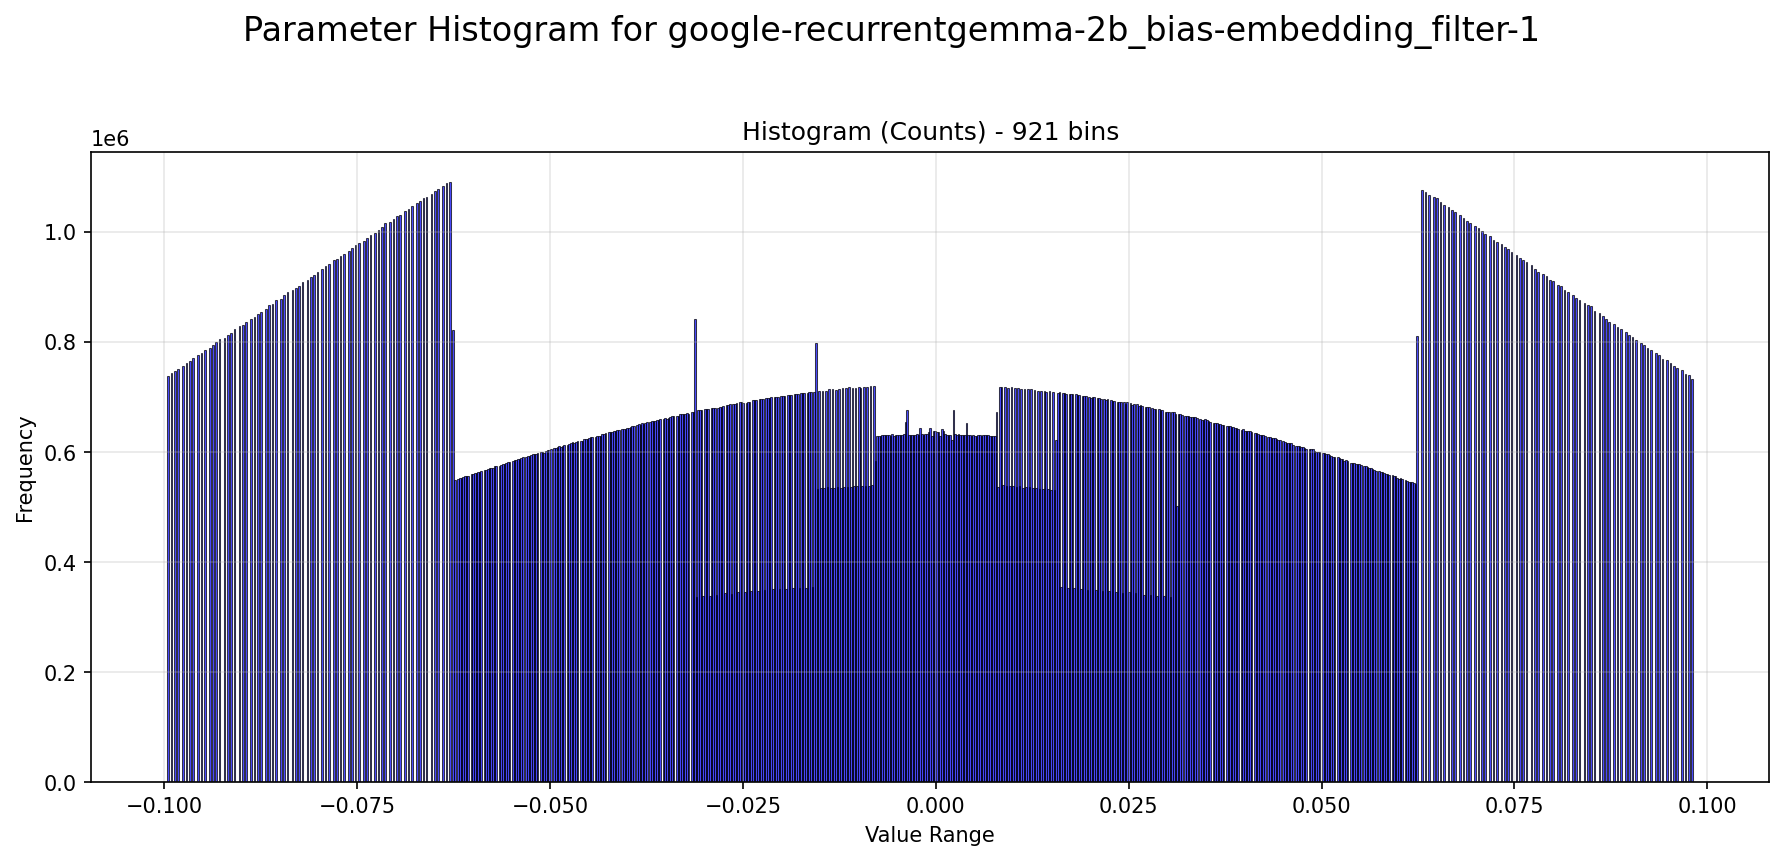 Parameter Histogram for google-recurrentgemma-2b_bias-embedding_filter-1
Histogram (Counts) - 921 bins
1e6
1.0
0.8
0.6
0.4
0.2
0.0
Frequency
−0.100 −0.075 −0.050 −0.025 0.000 0.025 0.050 0.075 0.100
Value Range